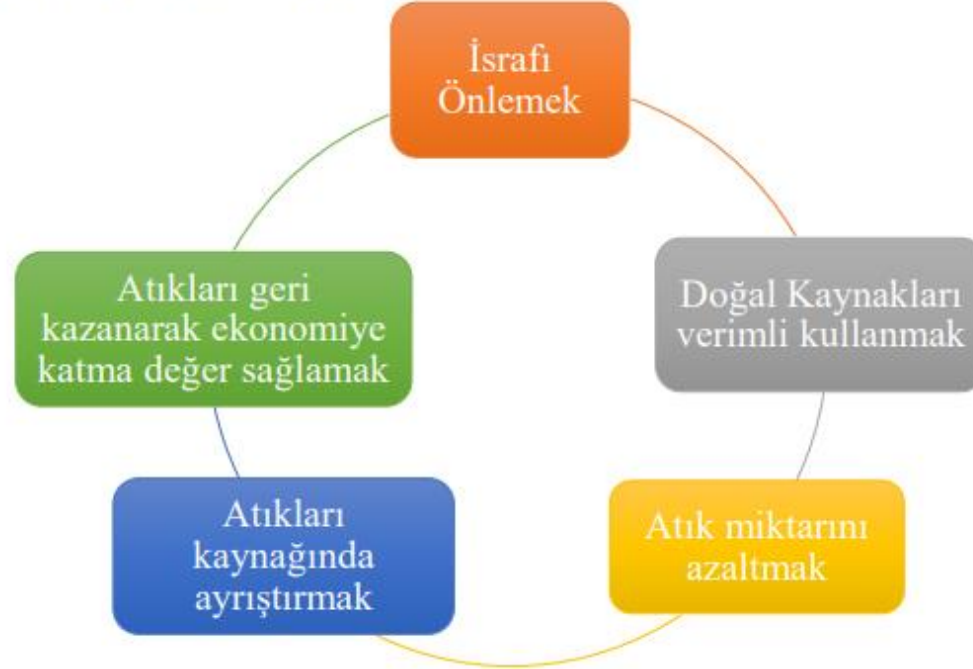 İsrafı
Önlemek
Doğal Kaynakları
verimli kullanmak
Atık miktarını
azaltmak
Atıkları
kaynağında
ayrıştırmak
Atıkları geri
kazanarak ekonomiye
katma değer sağlamak